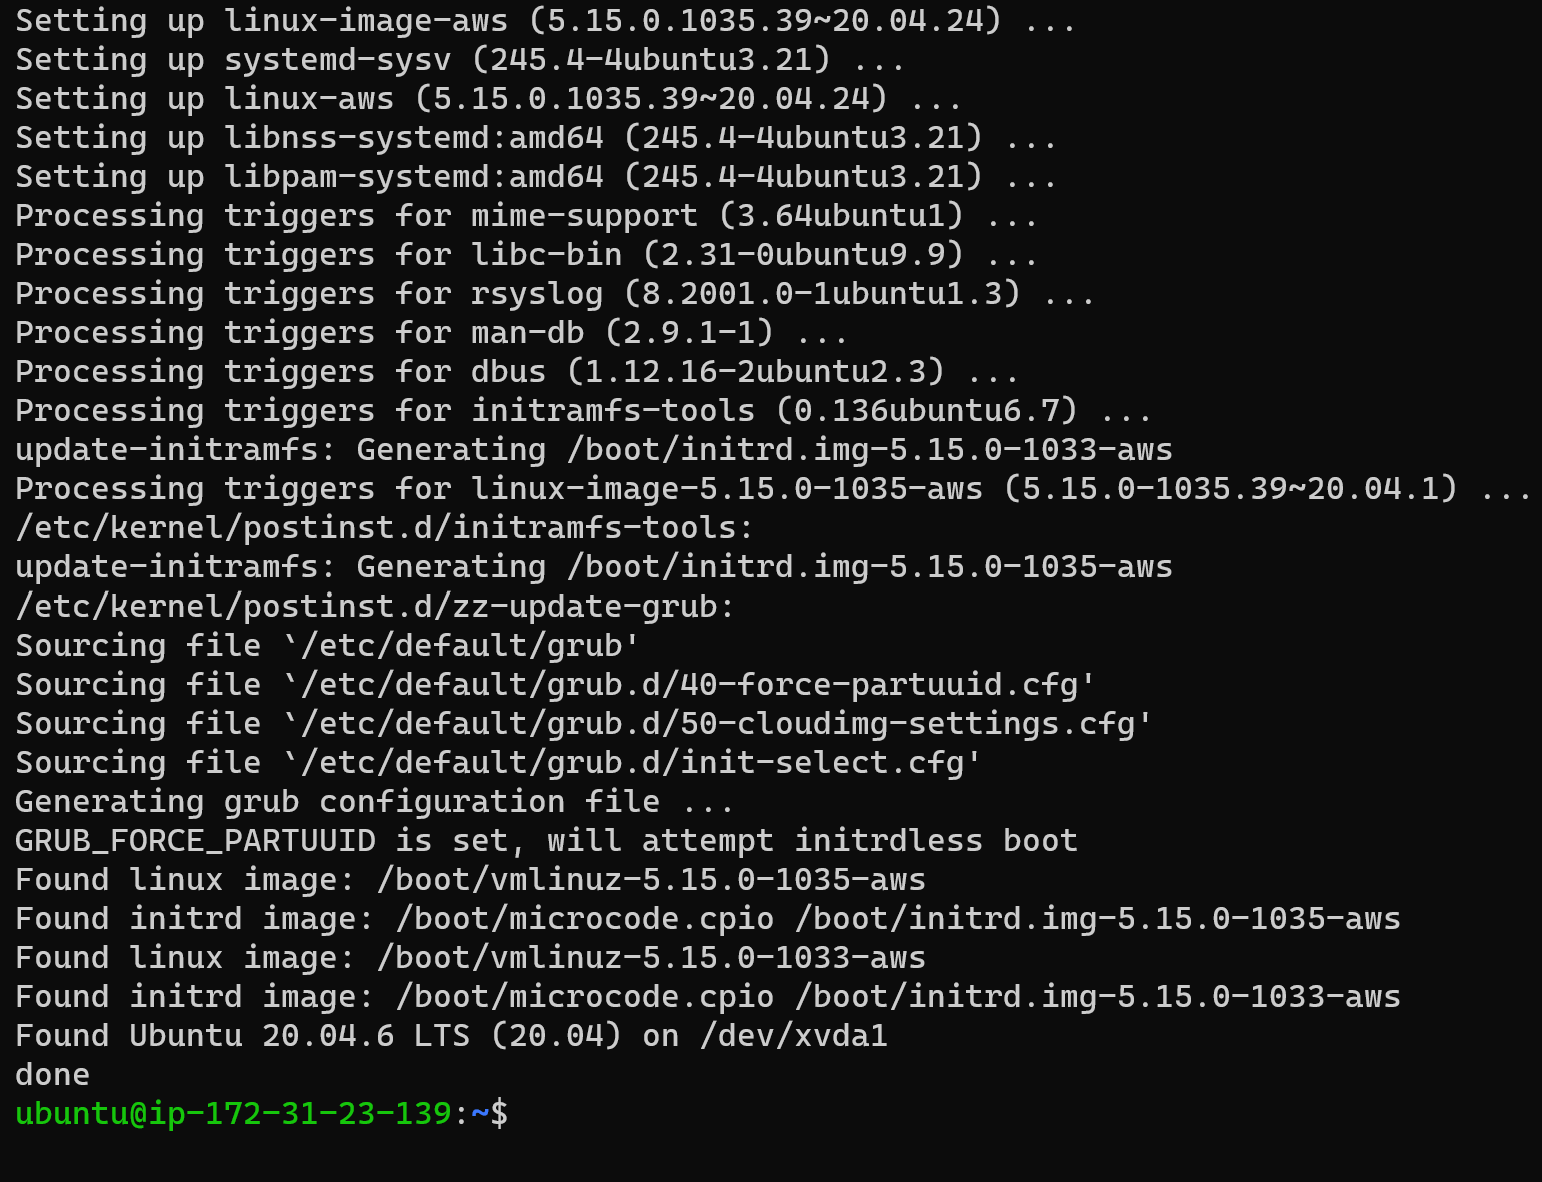 Setting up linux-image-aws (5.15.0.1035.39~20.04.24) ...
Setting up systemd-sysv (245.4-4ubuntu3.21) ...
Setting up linux-aws (5.15.0.1035.39~20.04.24) ...
Setting up libnss-systemd:amd64 (245.4-4ubuntu3.21) ...
Setting up libpam-systemd:amd64 (245.4-4ubuntu3.21) ...
Processing triggers for mime-support (3.64ubuntu1) ...
Processing triggers for libc-bin (2.31-0ubuntu9.9) ...
Processing triggers for rsyslog (8.2001.0-1ubuntu1.3) ...
Processing triggers for man-db (2.9.1-1) ...
Processing triggers for dbus (1.12.16-2ubuntu2.3) ...
Processing triggers for initramfs-tools (0.136ubuntu6.7) ...
update-initramfs: Generating /boot/initrd.img-5.15.0-1033-aws
Processing triggers for linux-image-5.15.0-1035-aws (5.15.0-1035.39~20.04.1) ...
/etc/kernel/postinst.d/initramfs-tools:
update-initramfs: Generating /boot/initrd.img-5.15.0-1035-aws
/etc/kernel/postinst.d/zz-update-grub:
Sourcing file `/etc/default/grub'
Sourcing file `/etc/default/grub.d/40-force-partuuid.cfg'
Sourcing file `/etc/default/grub.d/50-cloudimg-settings.cfg'
Sourcing file `/etc/default/grub.d/init-select.cfg'
Generating grub configuration file ...
GRUB_FORCE_PARTUUID is set, will attempt initrdless boot
Found linux image: /boot/vmlinuz-5.15.0-1035-aws
Found initrd image: /boot/microcode.cpio /boot/initrd.img-5.15.0-1035-aws
Found linux image: /boot/vmlinuz-5.15.0-1033-aws
Found initrd image: /boot/microcode.cpio /boot/initrd.img-5.15.0-1033-aws
Found Ubuntu 20.04.6 LTS (20.04) on /dev/xvda1
done
ubuntu@ip-172-31-23-139:~$